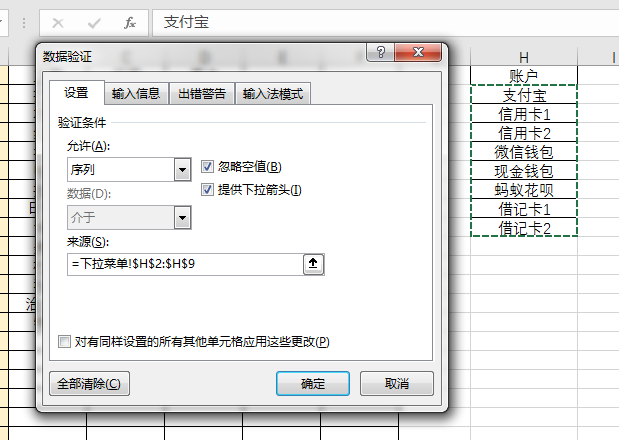 fx
支付宝
数据验证
?
设置
输入信息
出错警告
输入法模式
验证条件
允许(A):
序列
忽略空值(B)
提供下拉箭头(I)
数据(D):
介于
来源(S):
=下拉菜单!$H$2:$H$9
对有同样设置的所有其他单元格应用这些更改(P)
全部清除(C)
确定
取消
H
I
账户
支付宝
信用卡1
信用卡2
微信钱包
现金钱包
蚂蚁花呗
借记卡1
借记卡2